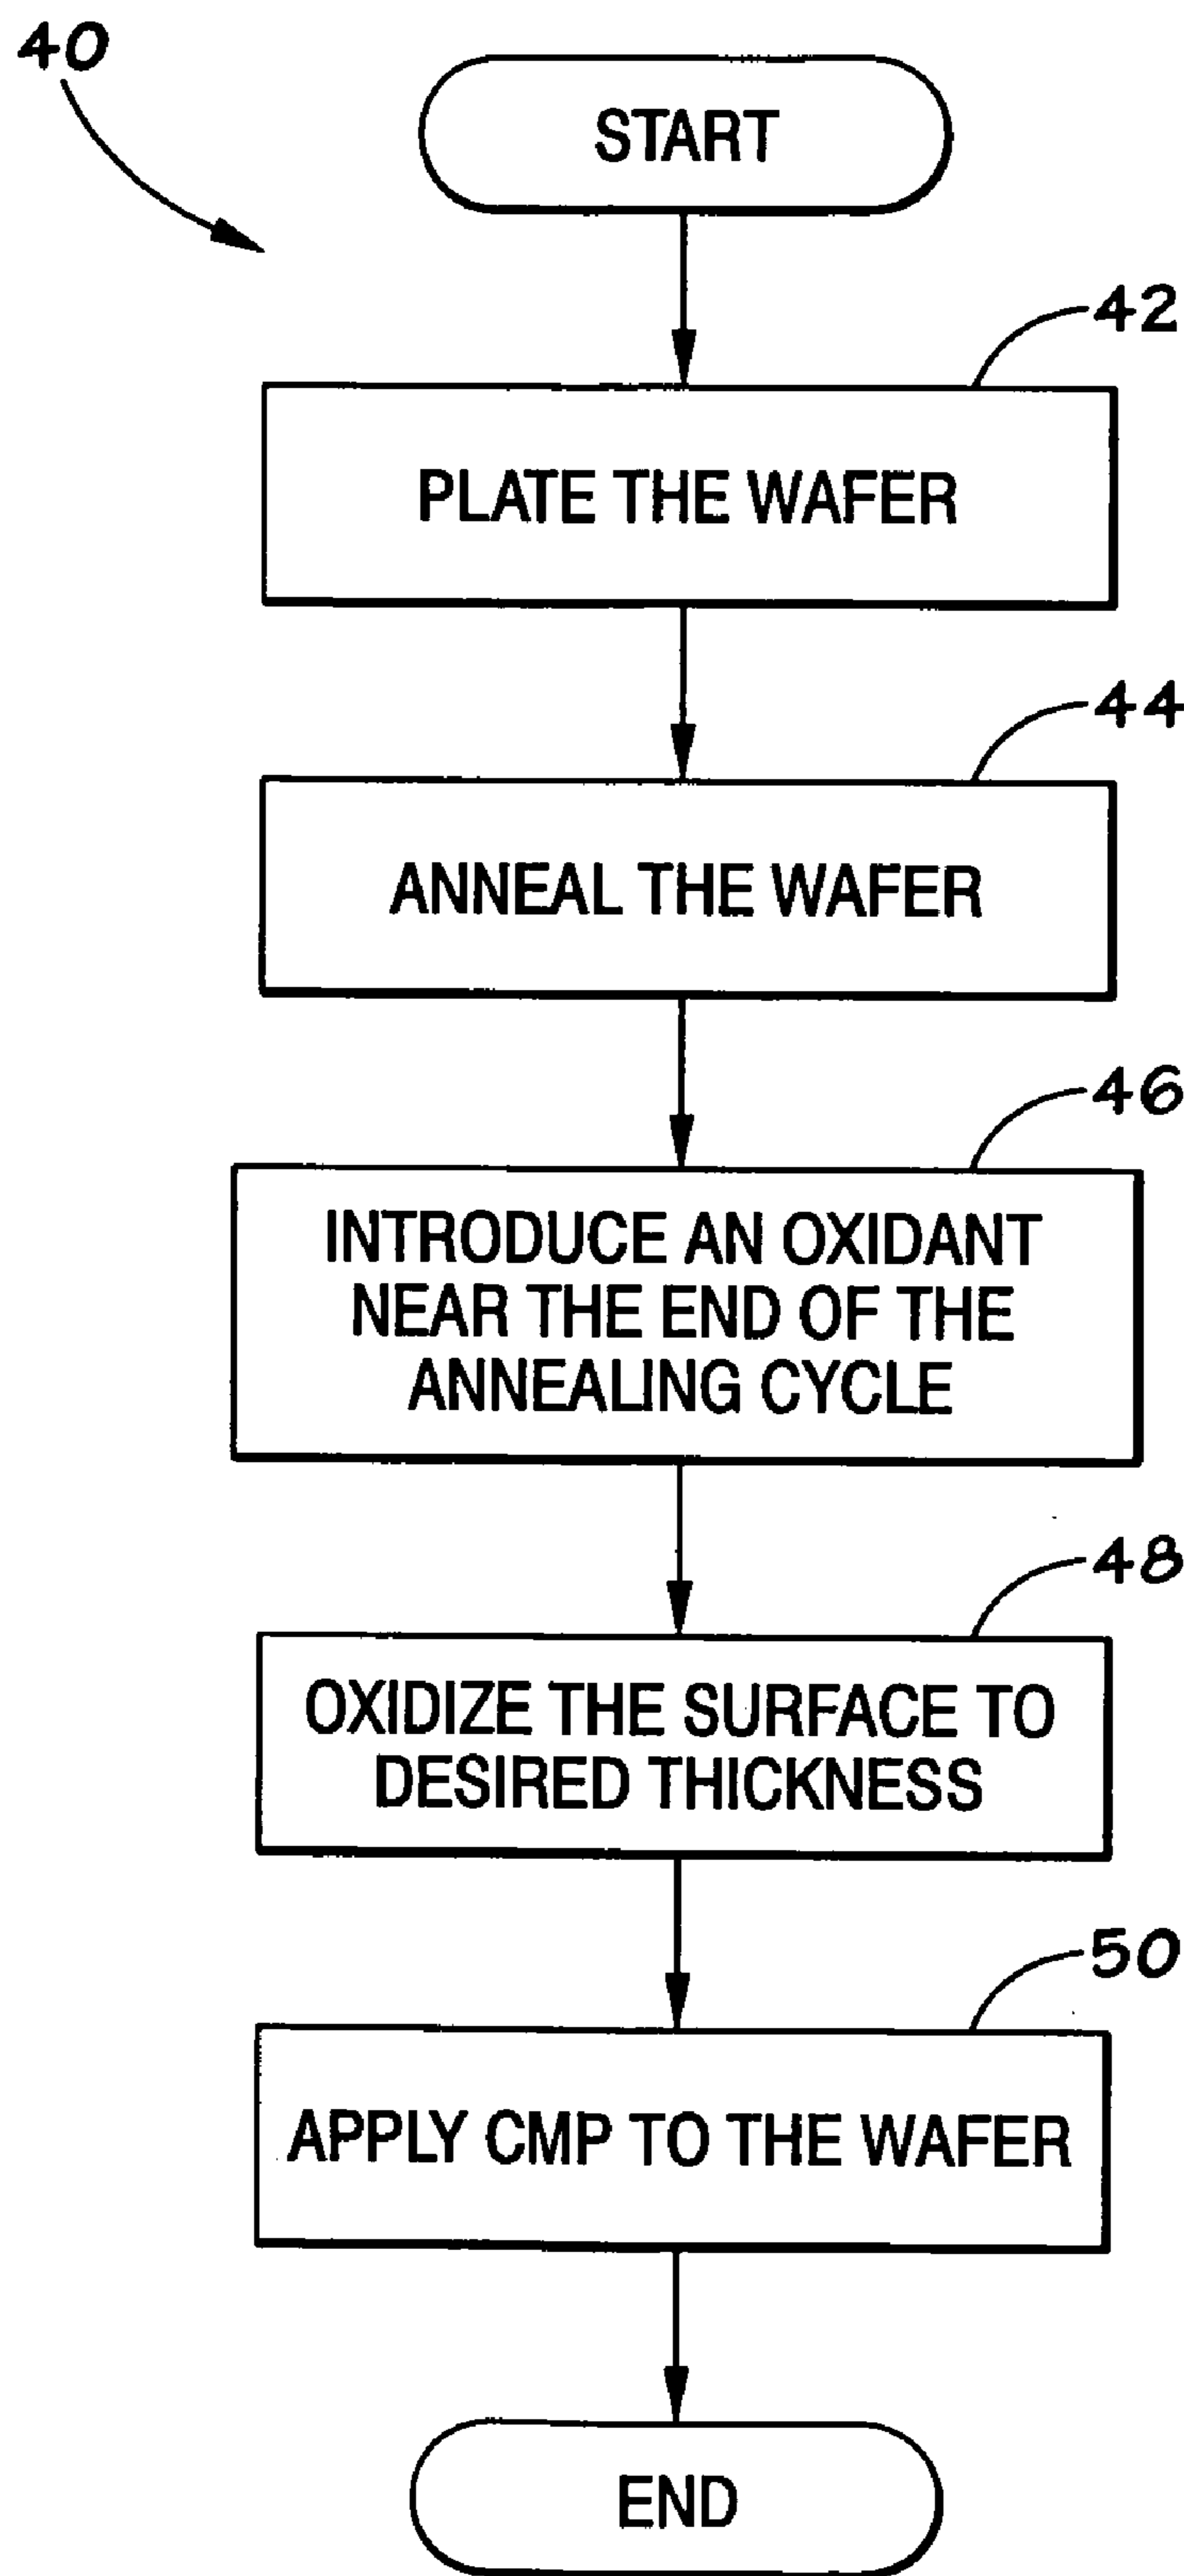 40
START
42
PLATE THE WAFER
44
ANNEAL THE WAFER
46
INTRODUCE AN OXIDANT
NEAR THE END OF THE
ANNEALING CYCLE
48
OXIDIZE THE SURFACE TO
DESIRED THICKNESS
50
APPLY CMP TO THE WAFER
END